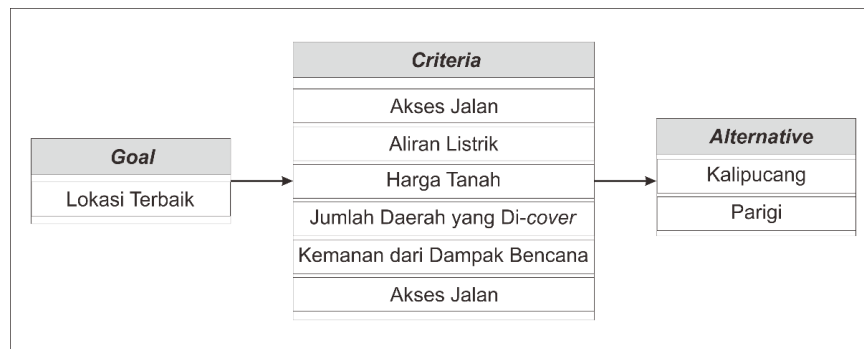 Goal
Lokasi Terbaik
Criteria
Akses Jalan
Aliran Listrik
Harga Tanah
Jumlah Daerah yang Di-cover
Kemanan dari Dampak Bencana
Akses Jalan
Alternative
Kalipucang
Parigi